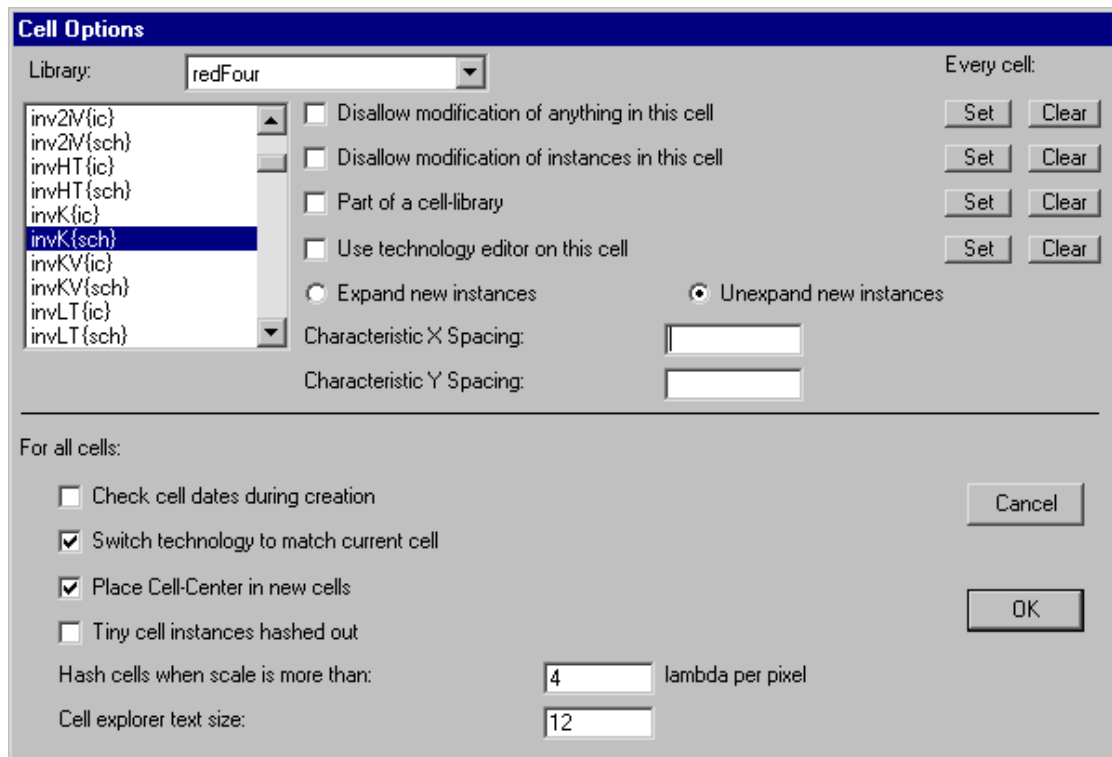 Cell Options
Library: redFour Every cell:
inv2iV{ic}
inv2iV{sch}
invHT{ic}
invHT{sch}
invK{ic}
invK{sch}
invKV{ic}
invKV{sch}
invLT{ic}
invLT{sch}
Disallow modification of anything in this cell Set Clear
Disallow modification of instances in this cell Set Clear
Part of a cell-library Set Clear
Use technology editor on this cell Set Clear
Expand new instances Unexpand new instances
Characteristic X Spacing:
Characteristic Y Spacing:
For all cells:
Check cell dates during creation
Switch technology to match current cell
Place Cell-Center in new cells
Tiny cell instances hashed out
Hash cells when scale is more than: 4 lambda per pixel
Cell explorer text size: 12
Cancel
OK